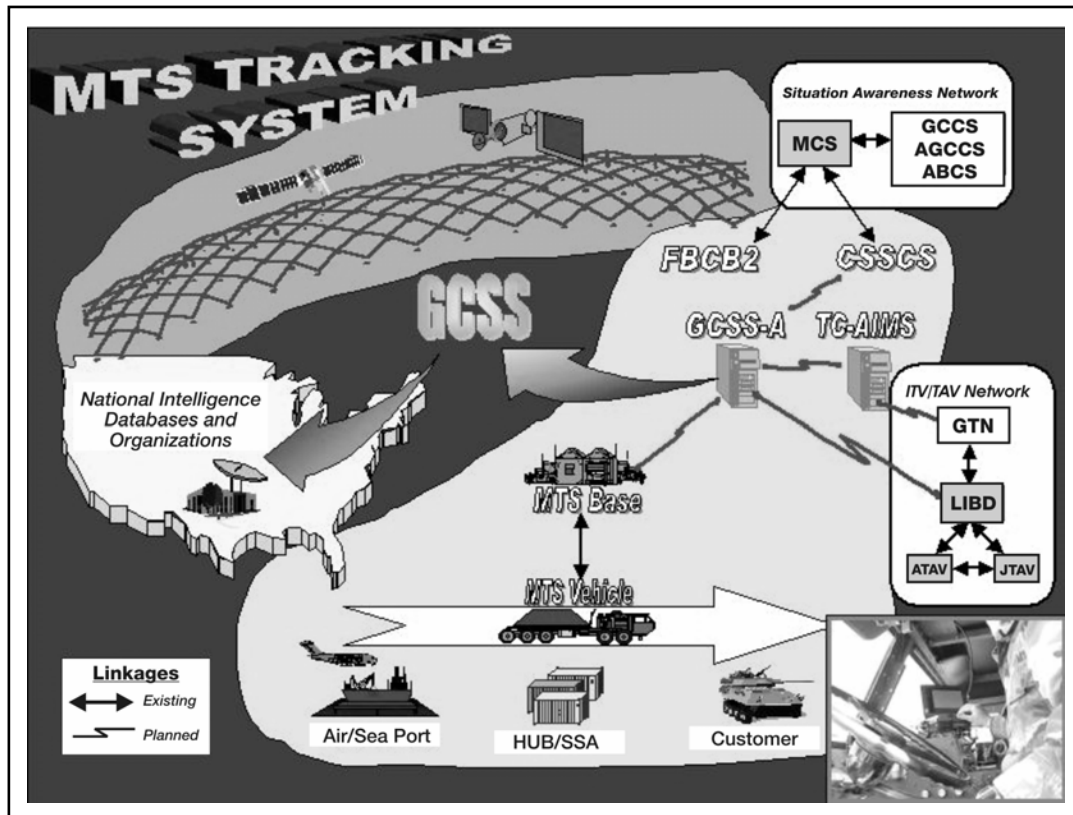 MTS TRACKING
SYSTEM
Situation Awareness Network
MCS
GCCS
AGCCS
ABCS
FBCB2
CSSCS
GCSS
GCSS-A
TC-AIMS
National Intelligence
Databases and
Organizations
ITV/TAV Network
GTN
LIBD
ATAV
JTAV
MTS Base
MTS Vehicle
Linkages
Existing
Planned
Air/Sea Port
HUB/SSA
Customer